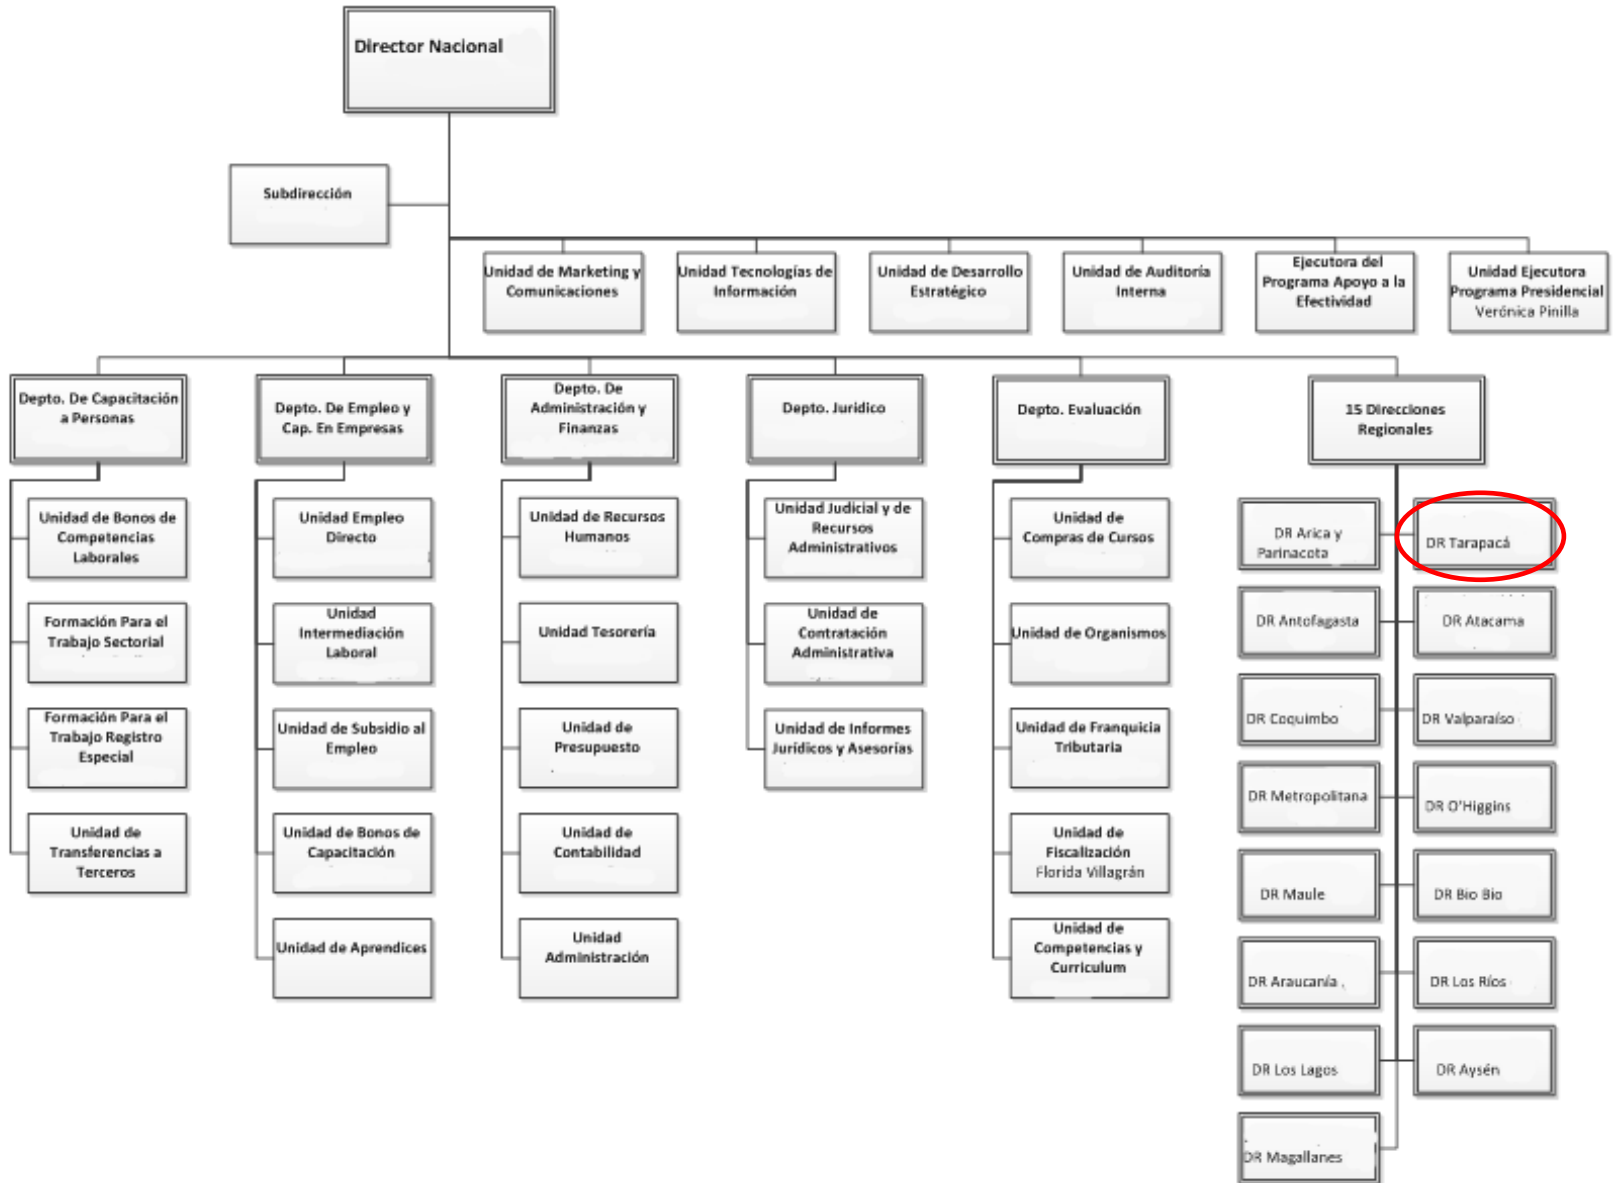 Director Nacional
Subdirección
Unidad de Marketing y
Comunicaciones
Unidad Tecnologías de
Información
Unidad de Desarrollo
Estratégico
Unidad de Auditoría
Interna
Ejecutora del
Programa Apoyo a la
Efectividad
Unidad Ejecutora
Programa Presidencial
Verónica Pinilla
Depto. De Capacitación
a Personas
Depto. De Empleo y
Cap. En Empresas
Depto. De
Administración y
Finanzas
Depto. Jurídico
Depto. Evaluación
15 Direcciones
Regionales
Unidad de Bonos de
Competencias
Laborales
Formación Para el
Trabajo Sectorial
Formación Para el
Trabajo Registro
Especial
Unidad de
Transferencias a
Terceros
Unidad Empleo
Directo
Unidad
Intermediación
Laboral
Unidad de Subsidio al
Empleo
Unidad de Bonos de
Capacitación
Unidad de Aprendices
Unidad de Recursos
Humanos
Unidad Tesorería
Unidad de
Presupuesto
Unidad de
Contabilidad
Unidad
Administración
Unidad Judicial y de
Recursos
Administrativos
Unidad de
Contratación
Administrativa
Unidad de Informes
Jurídicos y Asesorías
Unidad de
Compras de Cursos
Unidad de Organismos
Unidad de Franquicia
Tributaria
Unidad de
Fiscalización
Florida Villagrán
Unidad de
Competencias y
Curriculum
DR Arica y
Parinacota
DR Tarapacá
DR Antofagasta
DR Atacama
DR Coquimbo
DR Valparaíso
DR Metropolitana
DR O'Higgins
DR Maule
DR Bio Bio
DR Araucanía
DR Los Ríos
DR Los Lagos
DR Aysén
DR Magallanes